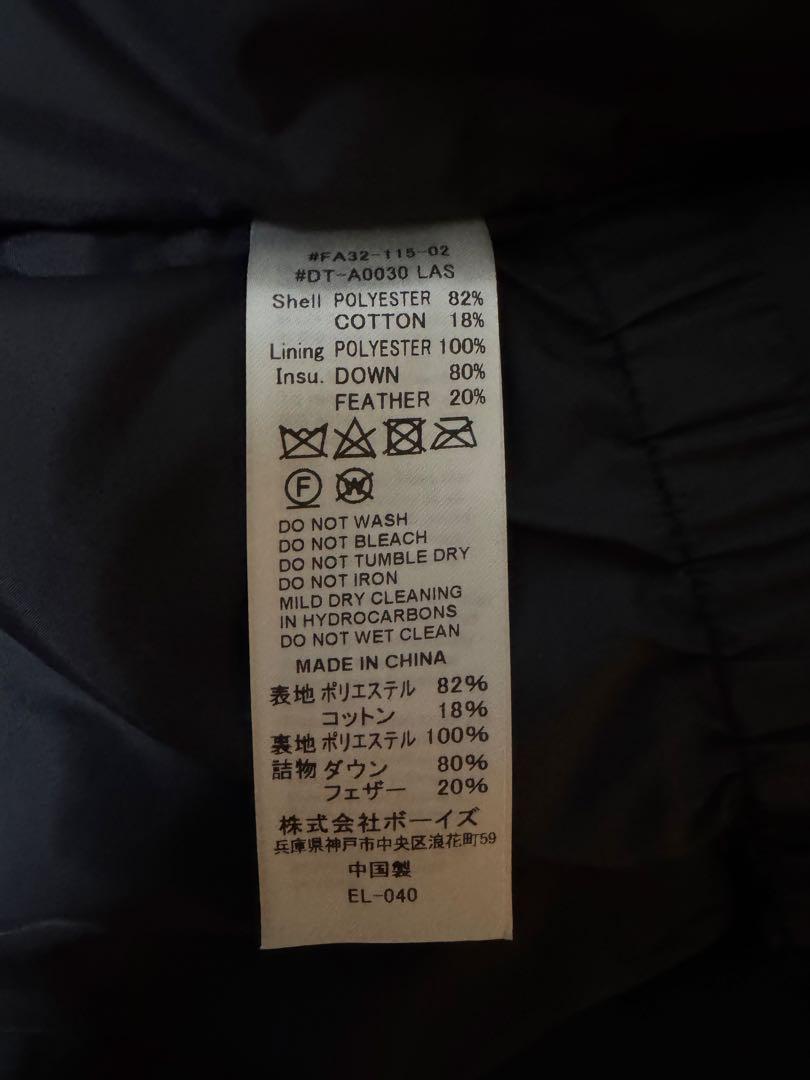 #FA32-115-02
#DT-A0030 LAS
Shell POLYESTER 82%
COTTON 18%
Lining POLYESTER 100%
Insu. DOWN 80%
FEATHER 20%
F W
DO NOT WASH
DO NOT BLEACH
DO NOT TUMBLE DRY
DO NOT IRON
MILD DRY CLEANING
IN HYDROCARBONS
DO NOT WET CLEAN
MADE IN CHINA
表地 ポリエステル 82%
コットン 18%
裏地 ポリエステル 100%
詰物 ダウン 80%
フェザー 20%
株式会社ボーイズ
兵庫県神戸市中央区浪花町59
中国製
EL-040